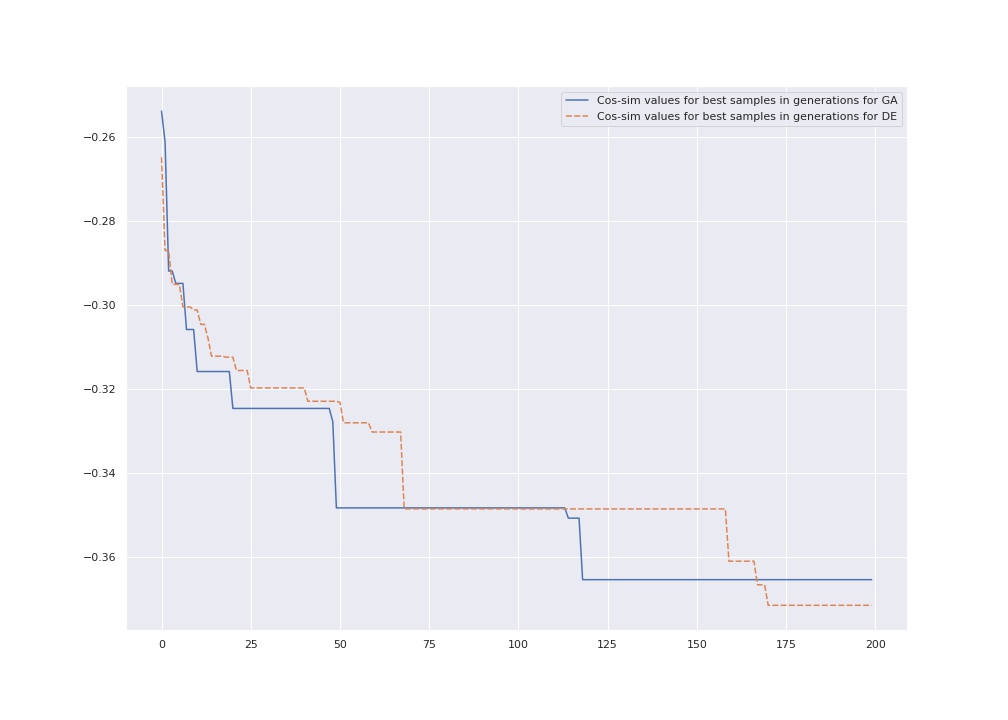 Cos-sim values for best samples in generations for GA
Cos-sim values for best samples in generations for DE
−0.26
−0.28
−0.30
−0.32
−0.34
−0.36
0 25 50 75 100 125 150 175 200